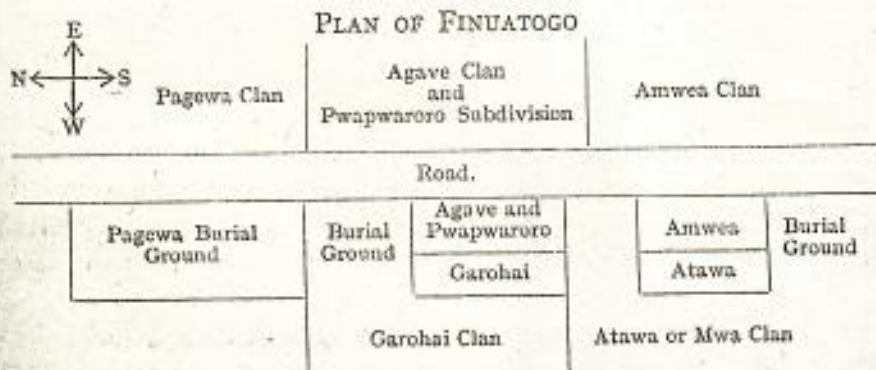 PLAN OF FINUATOGO
E
N
S
W
Pagewa Clan
Agave Clan
and
Pwapwaroro Subdivision
Amwea Clan
Road.
Pagewa Burial
Ground
Burial
Ground
Agave and
Pwapwaroro
Garohai
Amwea
Atawa
Burial
Ground
Garohai Clan
Atawa or Mwa Clan